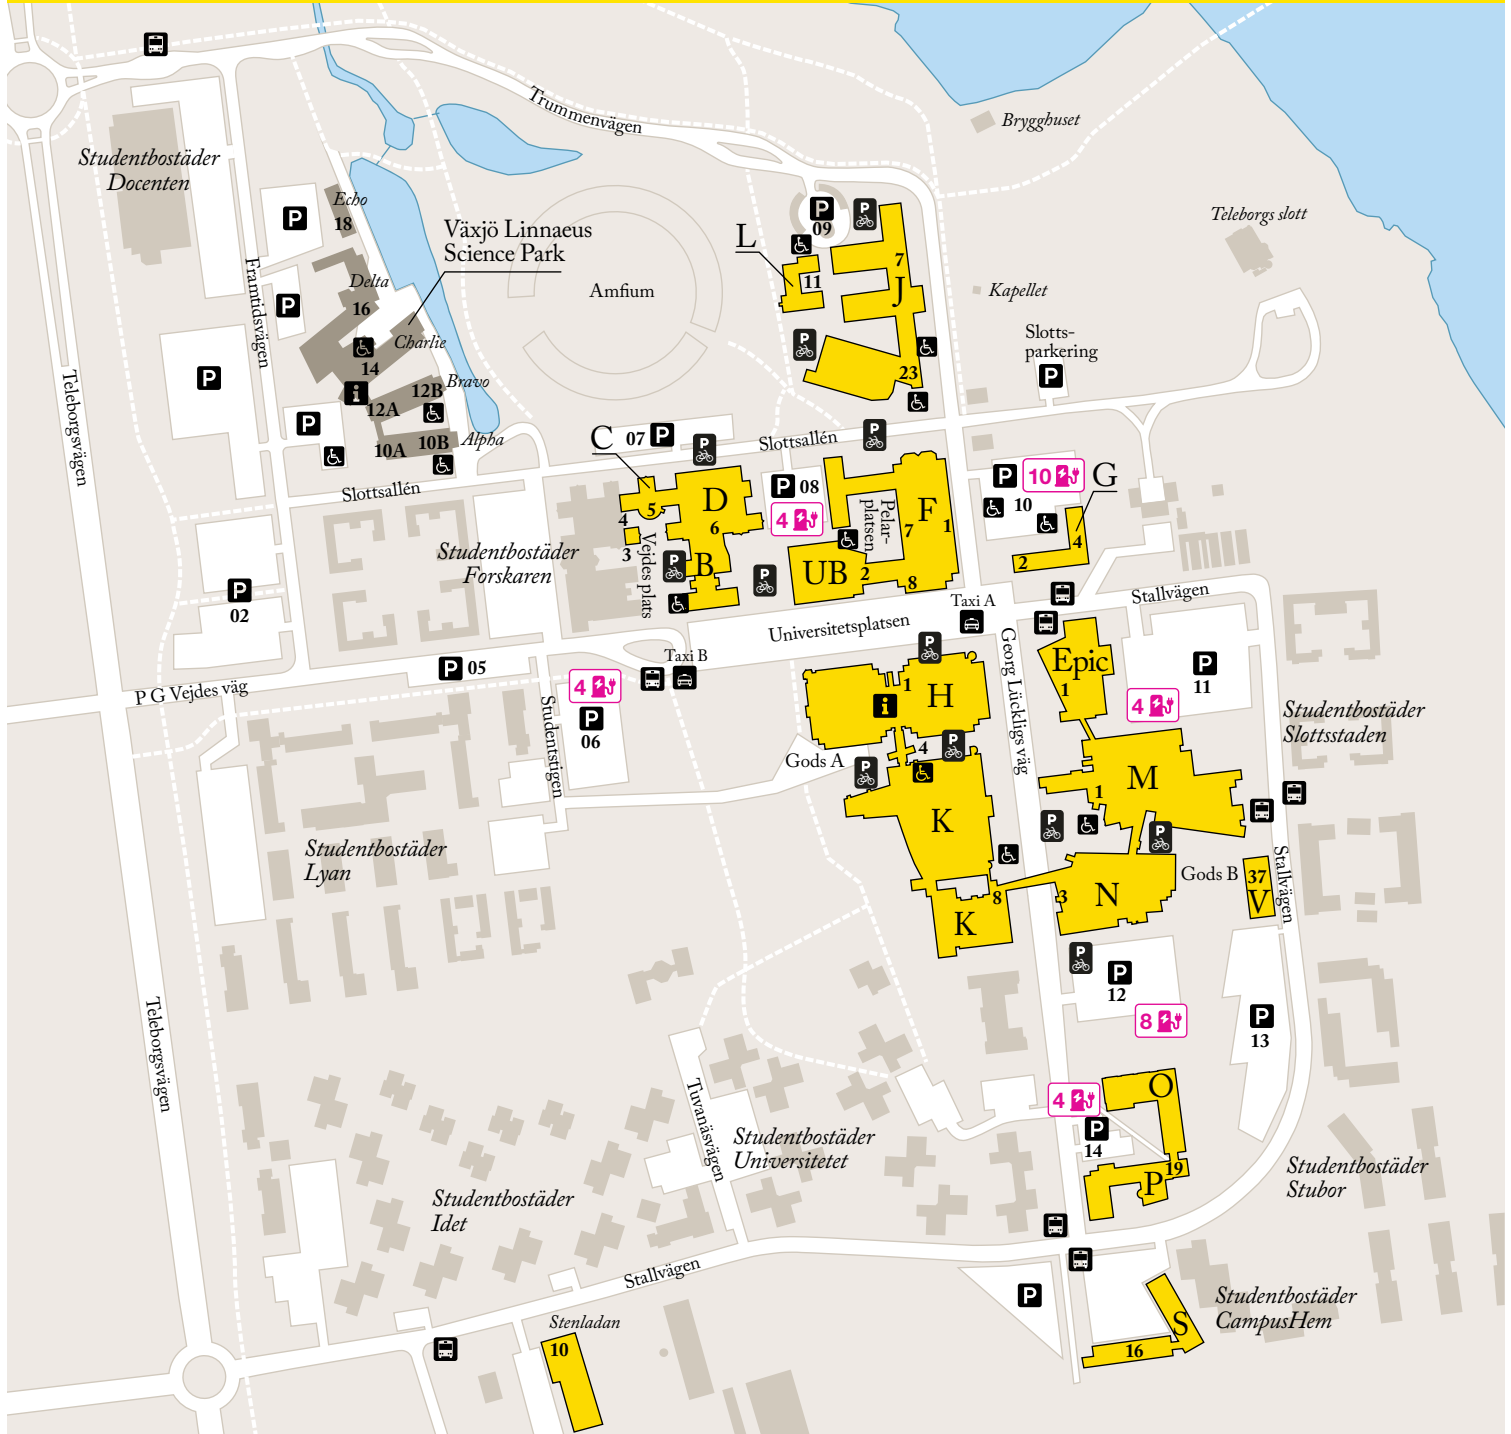 Trummenvägen
Brygghuset
Studentbostäder
Docenten
P
Echo
18
P
09
P
L
Växjö Linnaeus
Science Park
Teleborgs slott
Framtidsvägen
Delta
16
P
Amfium
11
7
J
Kapellet
Charlie
14
P
23
Slotts-
parkering
P
P
Teleborgsvägen
i
12A
12B
Bravo
P
10A
10B
Alpha
C
07 P
P
Slottsallén
P
Slottsallén
D
5
4
6
3
P 08
4
Pelar-
platsen
F
7
1
P
10
10
G
4
2
Studentbostäder
Forskaren
Vejdes plats
P
B
P
UB
2
8
P
02
Taxi A
Stallvägen
Universitetsplatsen
Georg Lückligs väg
P
Epic
1
P
11
4
P 05
Taxi B
4
P
06
P G Vejdes väg
Studentstigen
1
H
i
4
P
Gods A
P
Studentbostäder
Slottsstaden
M
1
K
P
P
Studentbostäder
Lyan
Gods B
37
V
Stallvägen
8
3
N
K
P
P
12
8
P
13
Teleborgsvägen
Tuvanäsvägen
4
O
P
14
Studentbostäder
Universitetet
19
P
Studentbostäder
Stubor
Studentbostäder
Idet
Stallvägen
P
Studentbostäder
CampusHem
S
16
Stenladan
10